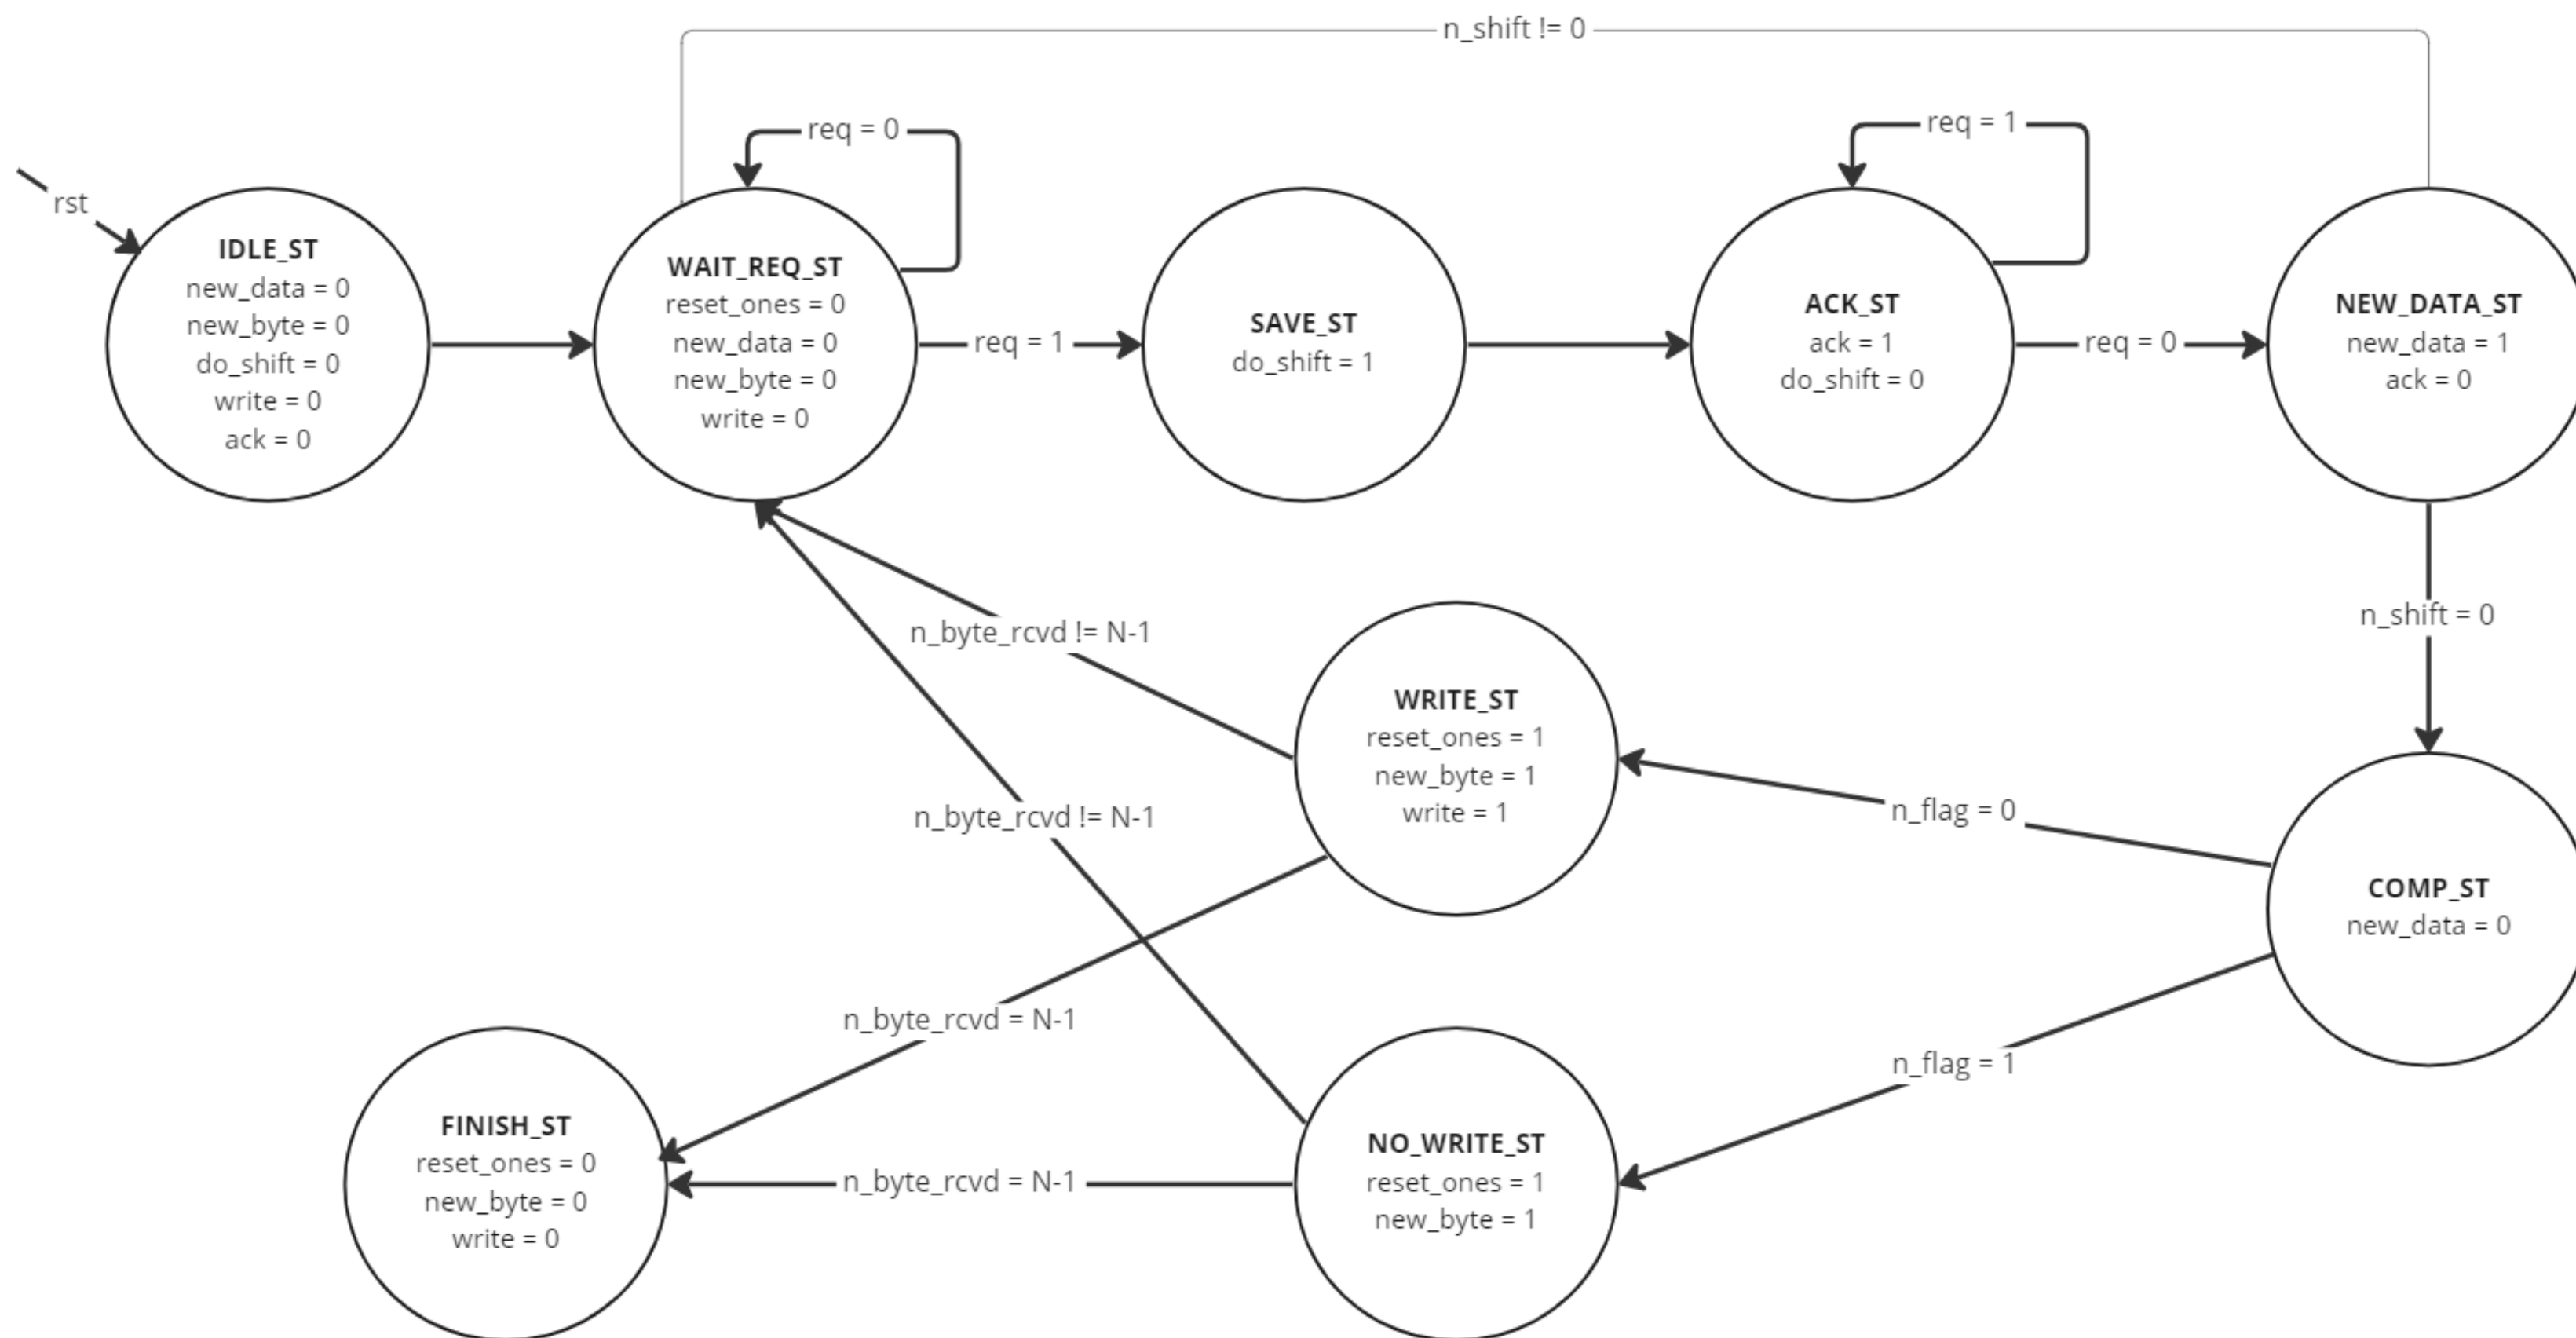 n_shift != 0
req = 0
req = 1
rst
IDLE_ST
new_data = 0
new_byte = 0
do_shift = 0
write = 0
ack = 0
WAIT_REQ_ST
reset_ones = 0
new_data = 0
new_byte = 0
write = 0
req = 1
SAVE_ST
do_shift = 1
ACK_ST
ack = 1
do_shift = 0
req = 0
NEW_DATA_ST
new_data = 1
ack = 0
n_shift = 0
n_byte_rcvd != N-1
WRITE_ST
reset_ones = 1
new_byte = 1
write = 1
n_byte_rcvd != N-1
n_flag = 0
COMP_ST
new_data = 0
n_byte_rcvd = N-1
n_flag = 1
FINISH_ST
reset_ones = 0
new_byte = 0
write = 0
n_byte_rcvd = N-1
NO_WRITE_ST
reset_ones = 1
new_byte = 1